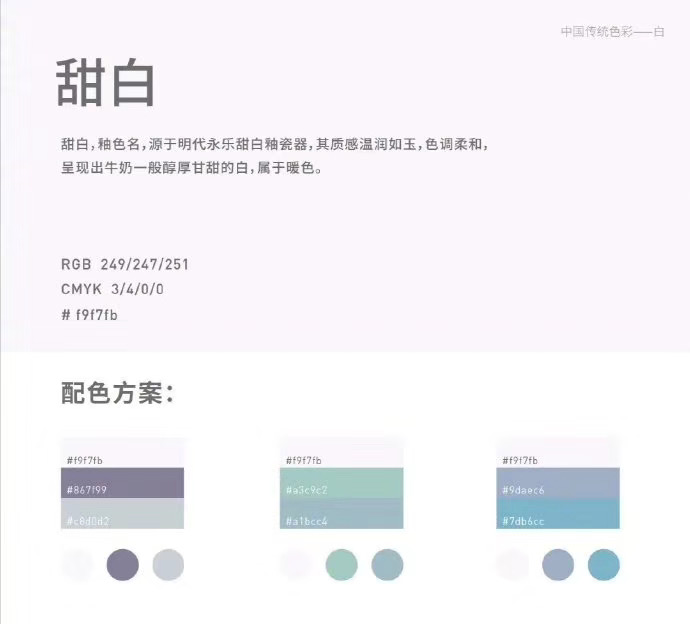 中国传统色彩——白
甜白
甜白,釉色名,源于明代永乐甜白釉瓷器,其质感温润如玉,色调柔和,
呈现出牛奶一般醇厚甘甜的白,属于暖色。
RGB 249/247/251
CMYK 3/4/0/0
# f9f7fb
配色方案:
#f9f7fb
#867f99
#c8d0d2
#f9f7fb
#a3c9c2
#a1bcc4
#f9f7fb
#9daec6
#7db6cc